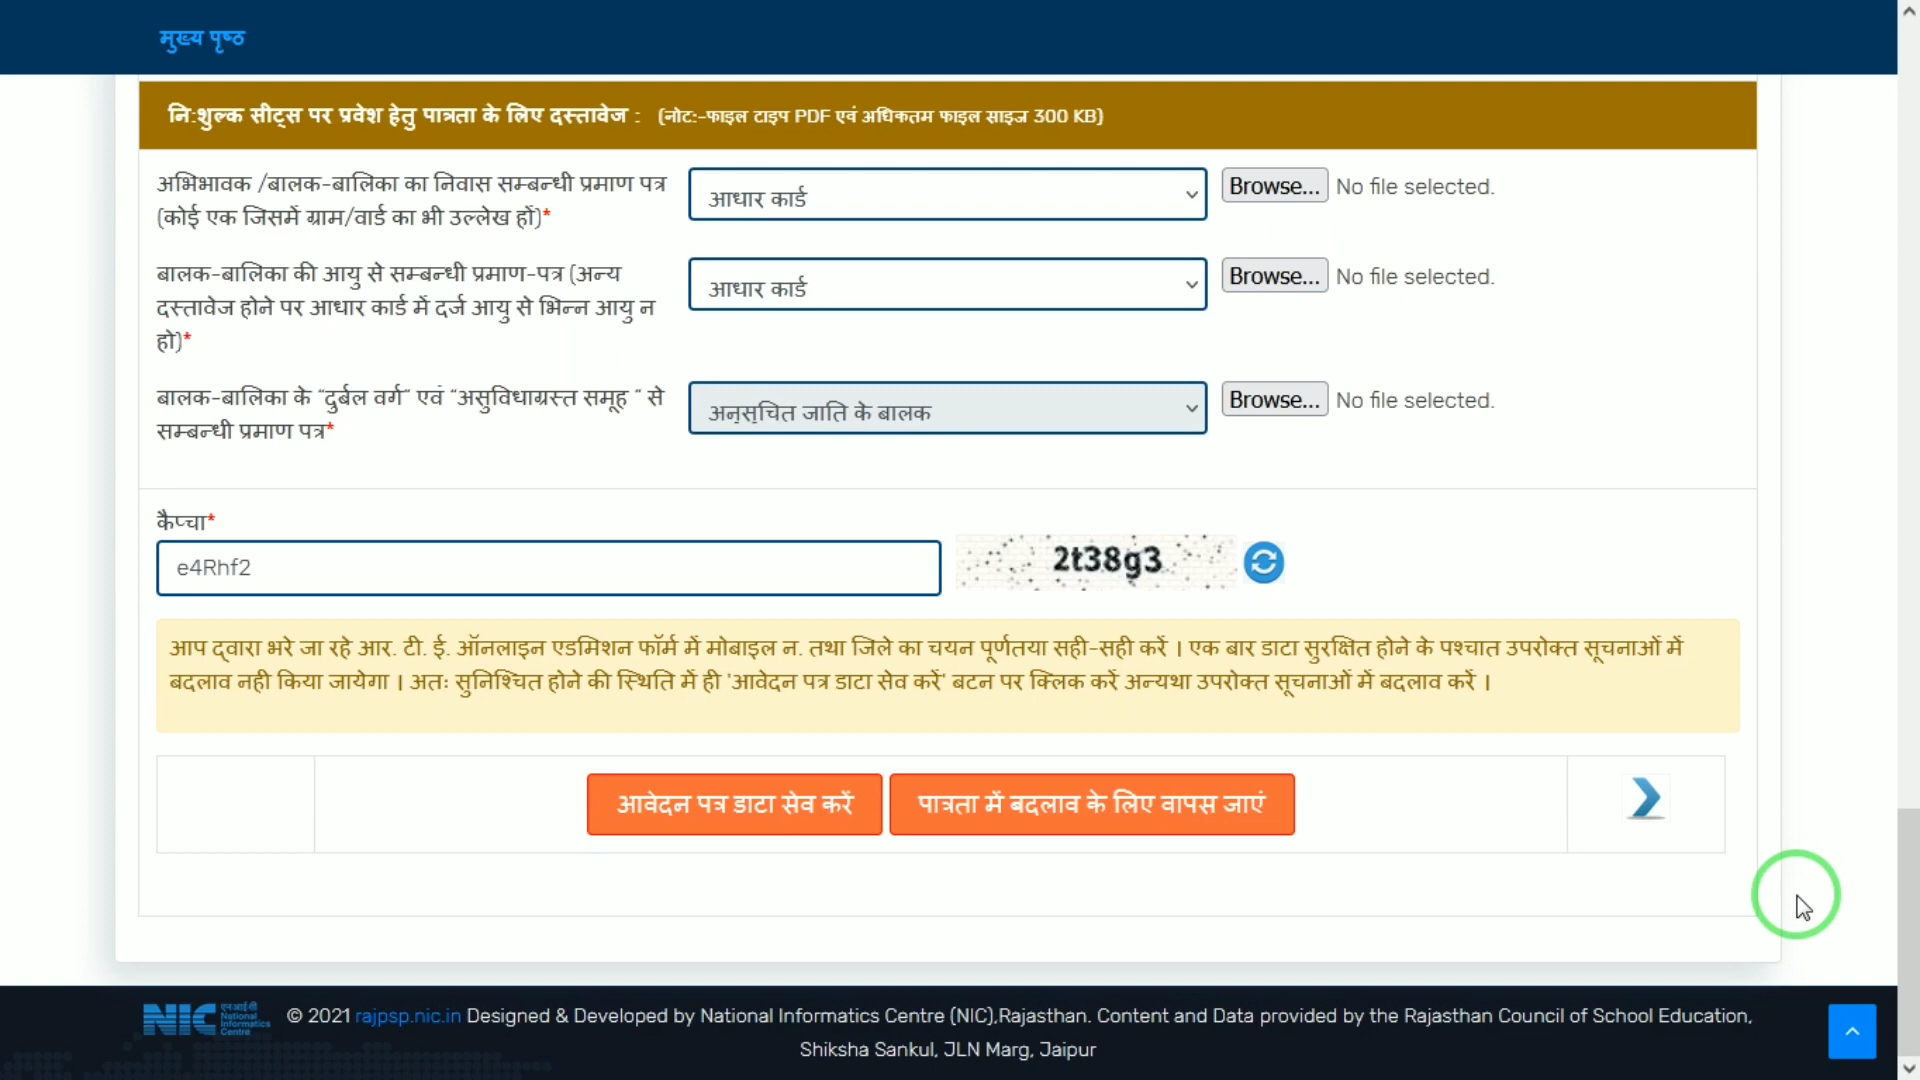 मुख्य पृष्ठ
नि:शुल्क सीट्स पर प्रवेश हेतु पात्रता के लिए दस्तावेज : (नोट:-फाइल टाइप PDF एवं अधिकतम फाइल साइज 300 KB)
अभिभावक /बालक-बालिका का निवास सम्बन्धी प्रमाण पत्र
(कोई एक जिसमें ग्राम/वार्ड का भी उल्लेख हों)*
आधार कार्ड
Browse... No file selected.
बालक-बालिका की आयु से सम्बन्धी प्रमाण-पत्र (अन्य
दस्तावेज होने पर आधार कार्ड में दर्ज आयु से भिन्न आयु न
हो)*
आधार कार्ड
Browse... No file selected.
बालक-बालिका के "दुर्बल वर्ग" एवं "असुविधाग्रस्त समूह " से
सम्बन्धी प्रमाण पत्र*
अनुसूचित जाति के बालक
Browse... No file selected.
कैप्चा*
e4Rhf2
2t38g3
आप द्वारा भरे जा रहे आर. टी. ई. ऑनलाइन एडमिशन फॉर्म में मोबाइल न. तथा जिले का चयन पूर्णतया सही-सही करें । एक बार डाटा सुरक्षित होने के पश्चात उपरोक्त सूचनाओं में
बदलाव नही किया जायेगा । अतः सुनिश्चित होने की स्थिति में ही 'आवेदन पत्र डाटा सेव करें' बटन पर क्लिक करें अन्यथा उपरोक्त सूचनाओं में बदलाव करें ।
आवेदन पत्र डाटा सेव करें पात्रता में बदलाव के लिए वापस जाएं
NIC एन आई सी
National
Informatics
Centre
© 2021 rajpsp.nic.in Designed & Developed by National Informatics Centre (NIC),Rajasthan. Content and Data provided by the Rajasthan Council of School Education,
Shiksha Sankul, JLN Marg, Jaipur